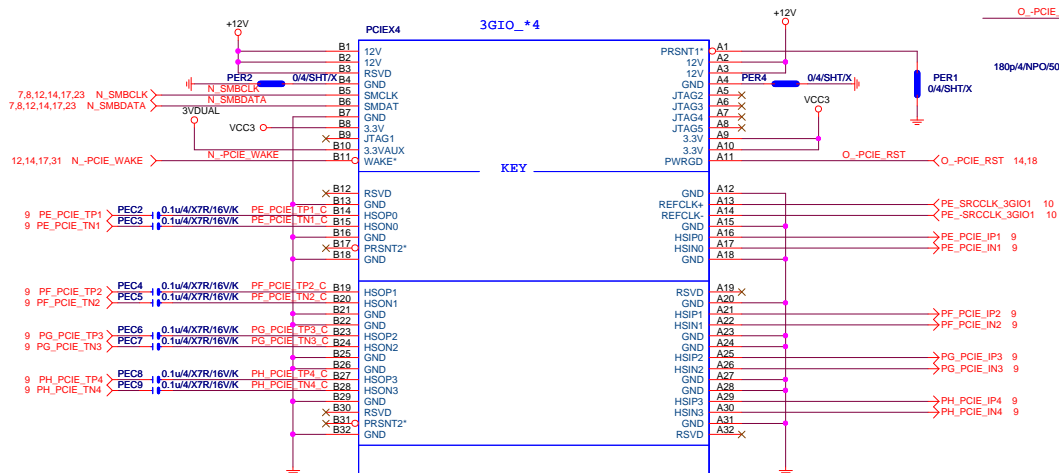 3GIO_*4
PCIEX4
+12V
+12V
O_-PCIE_
B1 12V PRSNT1* A1
B2 12V 12V A2
B3 RSVD 12V A3
PER2 0/4/SHT/X B4 GND GND A4 PER4 0/4/SHT/X
180p/4/NPO/50
PER1
0/4/SHT/X
7,8,12,14,17,23 N_SMBCLK N_SMBCLK B5 SMCLK JTAG2 A5
7,8,12,14,17,23 N_SMBDATA N_SMBDATA B6 SMDAT JTAG3 A6
3VDUAL B7 GND JTAG4 A7 VCC3
VCC3 B8 3.3V JTAG5 A8
B9 JTAG1 3.3V A9
B10 3.3VAUX 3.3V A10
12,14,17,31 N_-PCIE_WAKE N_-PCIE_WAKE B11 WAKE* PWRGD A11 O_-PCIE_RST O_-PCIE_RST 14,18
KEY
B12 RSVD GND A12
B13 GND REFCLK+ A13 PE_SRCCLK_3GIO1 10
9 PE_PCIE_TP1 PEC2 0.1u/4/X7R/16V/K PE_PCIE_TP1_C B14 HSOP0 REFCLK- A14 PE_-SRCCLK_3GIO1 10
9 PE_PCIE_TN1 PEC3 0.1u/4/X7R/16V/K PE_PCIE_TN1_C B15 HSON0 GND A15
B16 GND HSIP0 A16 PE_PCIE_IP1 9
B17 PRSNT2* HSIN0 A17 PE_PCIE_IN1 9
B18 GND GND A18
9 PF_PCIE_TP2 PEC4 0.1u/4/X7R/16V/K PF_PCIE_TP2_C B19 HSOP1 RSVD A19
9 PF_PCIE_TN2 PEC5 0.1u/4/X7R/16V/K PF_PCIE_TN2_C B20 HSON1 GND A20
B21 GND HSIP1 A21 PF_PCIE_IP2 9
B22 GND HSIN1 A22 PF_PCIE_IN2 9
9 PG_PCIE_TP3 PEC6 0.1u/4/X7R/16V/K PG_PCIE_TP3_C B23 HSOP2 GND A23
9 PG_PCIE_TN3 PEC7 0.1u/4/X7R/16V/K PG_PCIE_TN3_C B24 HSON2 GND A24
B25 GND HSIP2 A25 PG_PCIE_IP3 9
B26 GND HSIN2 A26 PG_PCIE_IN3 9
9 PH_PCIE_TP4 PEC8 0.1u/4/X7R/16V/K PH_PCIE_TP4_C B27 HSOP3 GND A27
9 PH_PCIE_TN4 PEC9 0.1u/4/X7R/16V/K PH_PCIE_TN4_C B28 HSON3 GND A28
B29 GND HSIP3 A29 PH_PCIE_IP4 9
B30 RSVD HSIN3 A30 PH_PCIE_IN4 9
B31 PRSNT2* GND A31
B32 GND RSVD A32